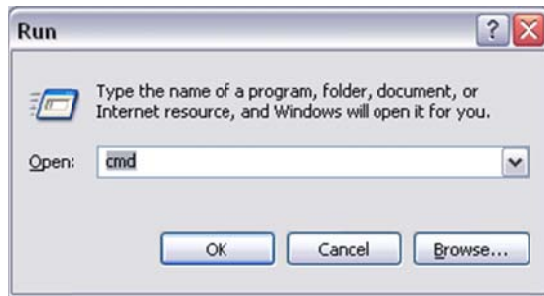 Run
Type the name of a program, folder, document, or
Internet resource, and Windows will open it for you.
Open: cmd
OK Cancel Browse...